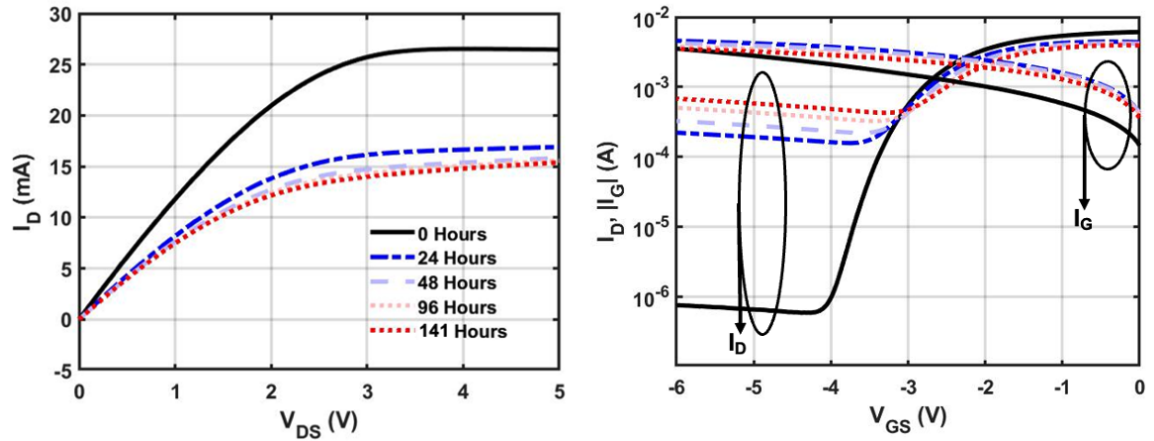 30
25
20
15
10
5
0
-5
I_D (mA)
0 Hours
24 Hours
48 Hours
96 Hours
141 Hours
0 1 2 3 4 5
V_DS (V)
10^-2
10^-3
10^-4
10^-5
10^-6
I_D, |I_G| (A)
I_G
I_D
-6 -5 -4 -3 -2 -1 0
V_GS (V)